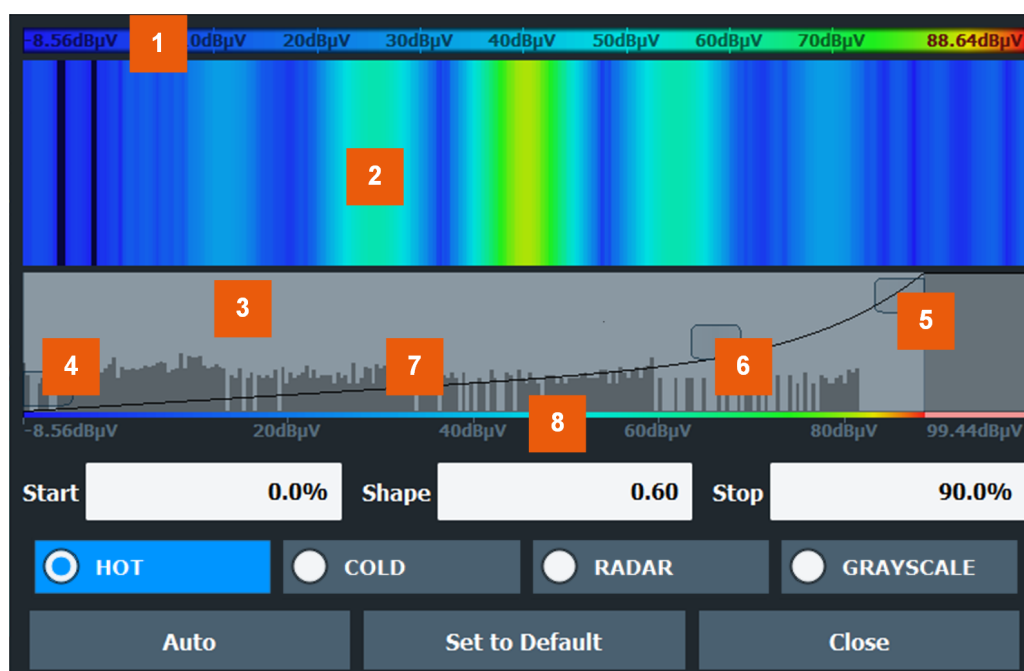 -8.56dBµV 1 0dBµV 20dBµV 30dBµV 40dBµV 50dBµV 60dBµV 70dBµV 88.64dBµV
2
3
5
4 7 6
8
-8.56dBµV 20dBµV 40dBµV 60dBµV 80dBµV 99.44dBµV
Start 0.0% Shape 0.60 Stop 90.0%
HOT COLD RADAR GRAYSCALE
Auto Set to Default Close